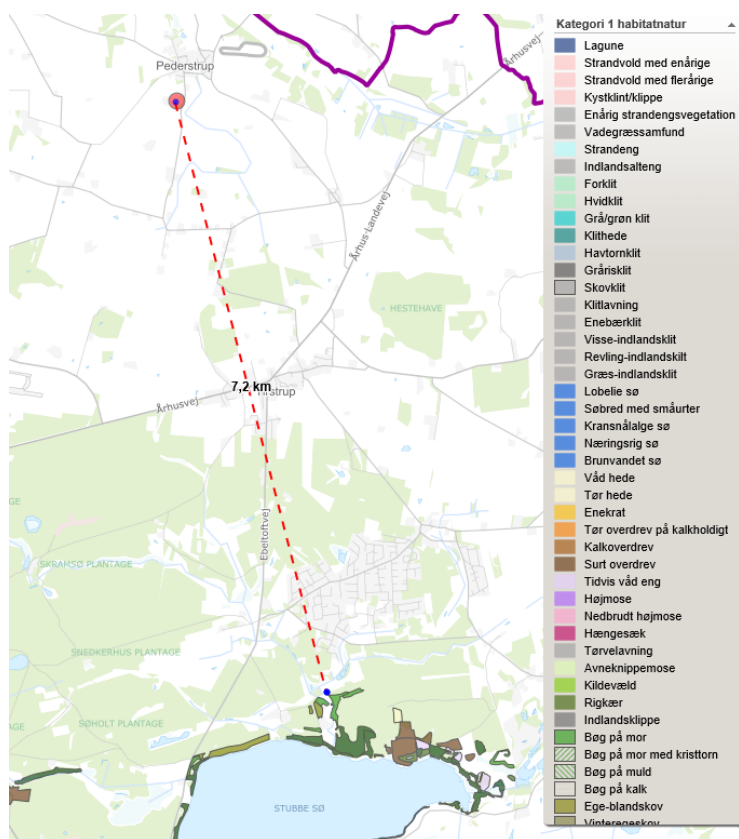 Pederstrup
Århusvej
Århus-Landevej
HESTEHAVE
7,2 km
Tirstrup
Århusvej
Ebeltoftvej
SKRAMSØ PLANTAGE
SNEDKERHUS PLANTAGE
SØHOLT PLANTAGE
STUBBE SØ
Kategori 1 habitatnatur
Lagune
Strandvold med enårige
Strandvold med flerårige
Kystklint/klippe
Enårig strandengsvegetation
Vadegræssamfund
Strandeng
Indlandsalteng
Forklit
Hvidklit
Grå/grøn klit
Klithede
Havtornklit
Grårisklit
Skovklit
Klitlavning
Enebærklit
Visse-indlandsklit
Revling-indlandskilt
Græs-indlandsklit
Lobelie sø
Søbred med småurter
Kransnålalge sø
Næringsrig sø
Brunvandet sø
Våd hede
Tør hede
Enekrat
Tør overdrev på kalkholdigt
Kalkoverdrev
Surt overdrev
Tidvis våd eng
Højmose
Nedbrudt højmose
Hængesæk
Tørvelavning
Avneknippemose
Kildevæld
Rigkær
Indlandsklippe
Bøg på mor
Bøg på mor med kristtorn
Bøg på muld
Bøg på kalk
Ege-blandskov
Vinteregeskov